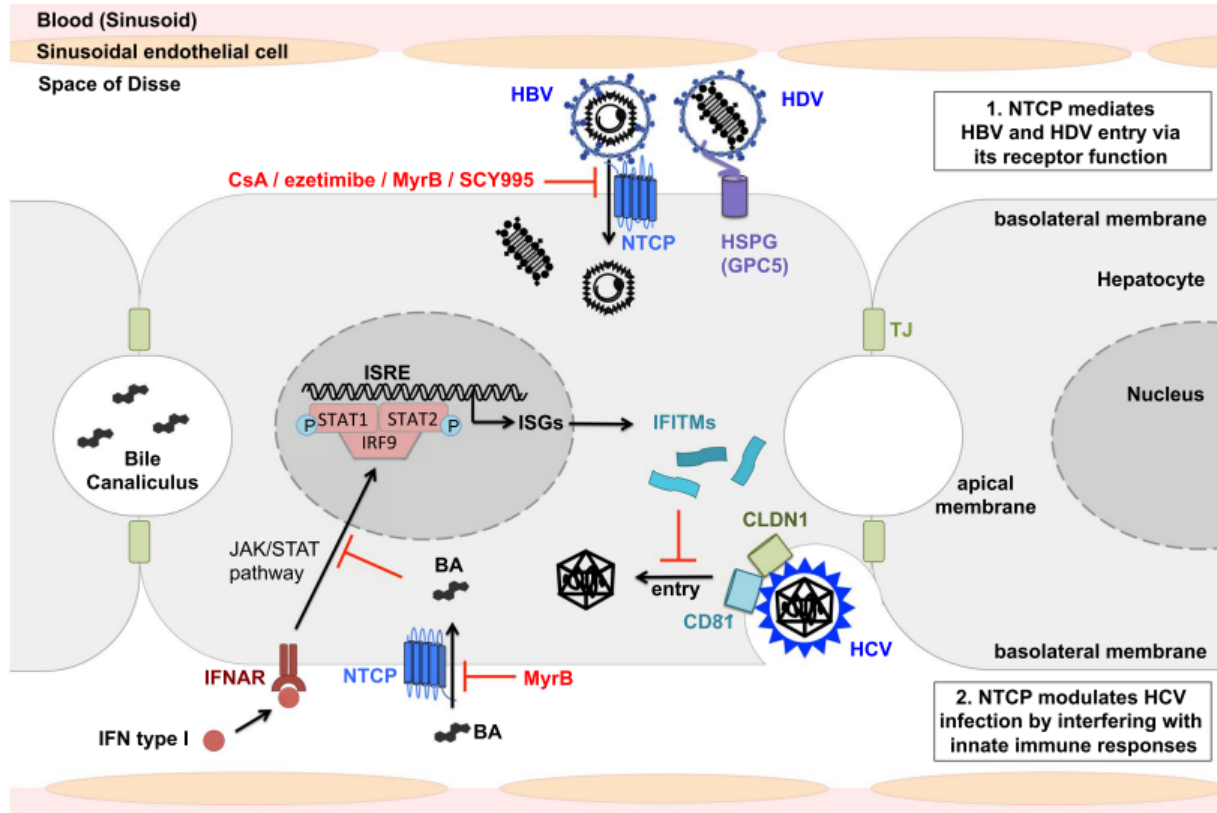 Blood (Sinusoid)
Sinusoidal endothelial cell
Space of Disse
HBV
HDV
1. NTCP mediates
HBV and HDV entry via
its receptor function
CsA / ezetimibe / MyrB / SCY995
NTCP
HSPG
(GPC5)
basolateral membrane
Hepatocyte
TJ
Nucleus
ISRE
P
STAT1
STAT2
P
IRF9
ISGs
IFITMs
Bile
Canaliculus
apical
membrane
CLDN1
JAK/STAT
pathway
BA
entry
CD81
HCV
IFNAR
NTCP
MyrB
basolateral membrane
IFN type I
BA
2. NTCP modulates HCV
infection by interfering with
innate immune responses